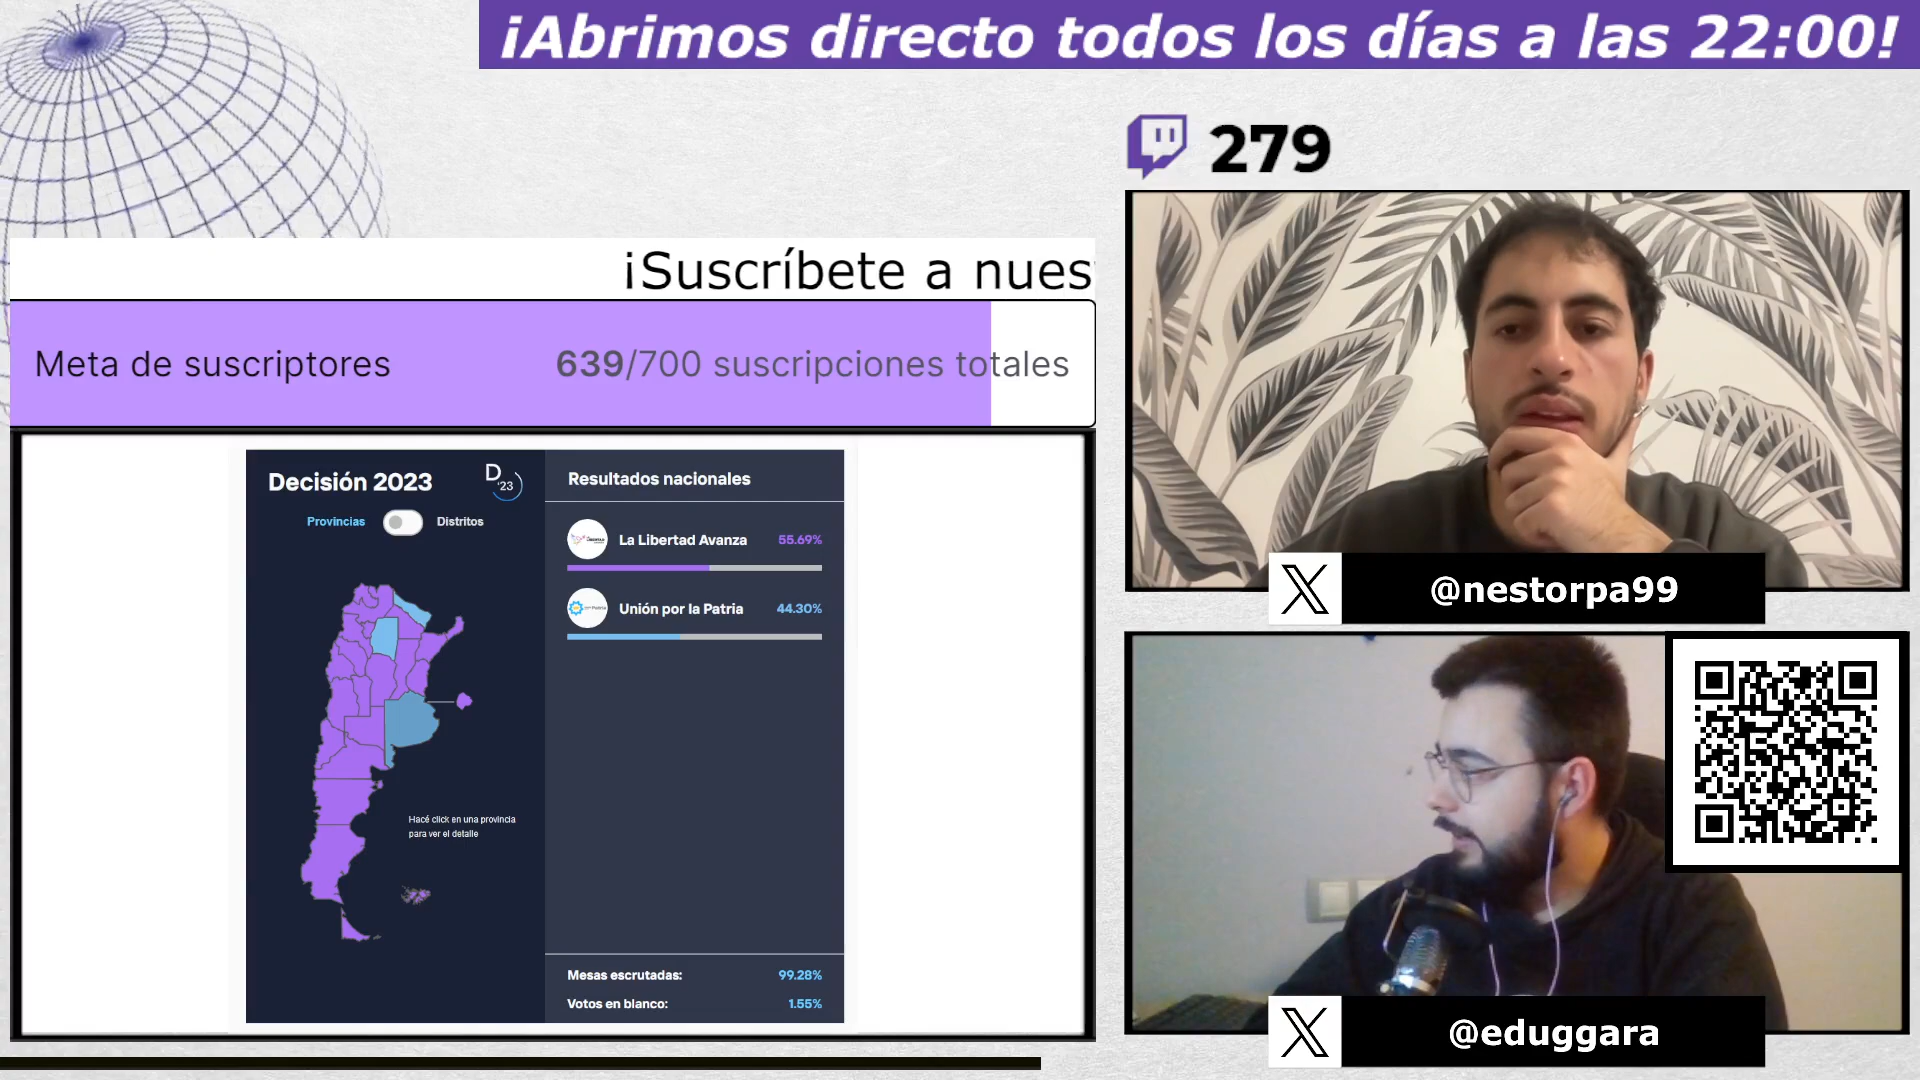 ¡Abrimos directo todos los días a las 22:00!
279
¡Suscríbete a nues
Meta de suscriptores 639/700 suscripciones totales
Decisión 2023
D
'23
Provincias Distritos
Hacé click en una provincia
para ver el detalle
Resultados nacionales
La Libertad Avanza 55.69%
Unión por la Patria 44.30%
Mesas escrutadas: 99.28%
Votos en blanco: 1.55%
@nestorpa99
@eduggara